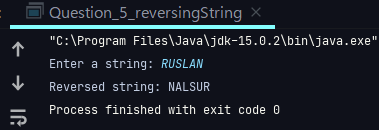 Question_5_reversingString ×
"C:\Program Files\Java\jdk-15.0.2\bin\java.exe"
Enter a string: RUSLAN
Reversed string: NALSUR
Process finished with exit code 0